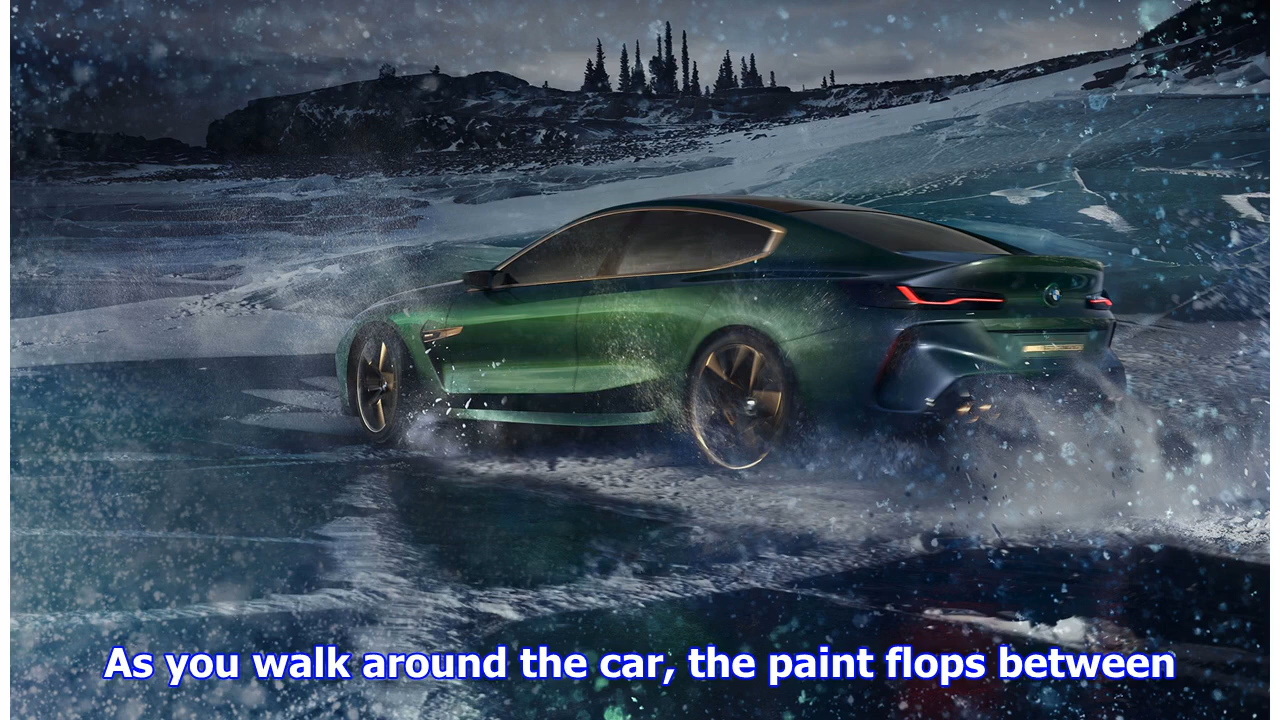 As you walk around the car, the paint flops between